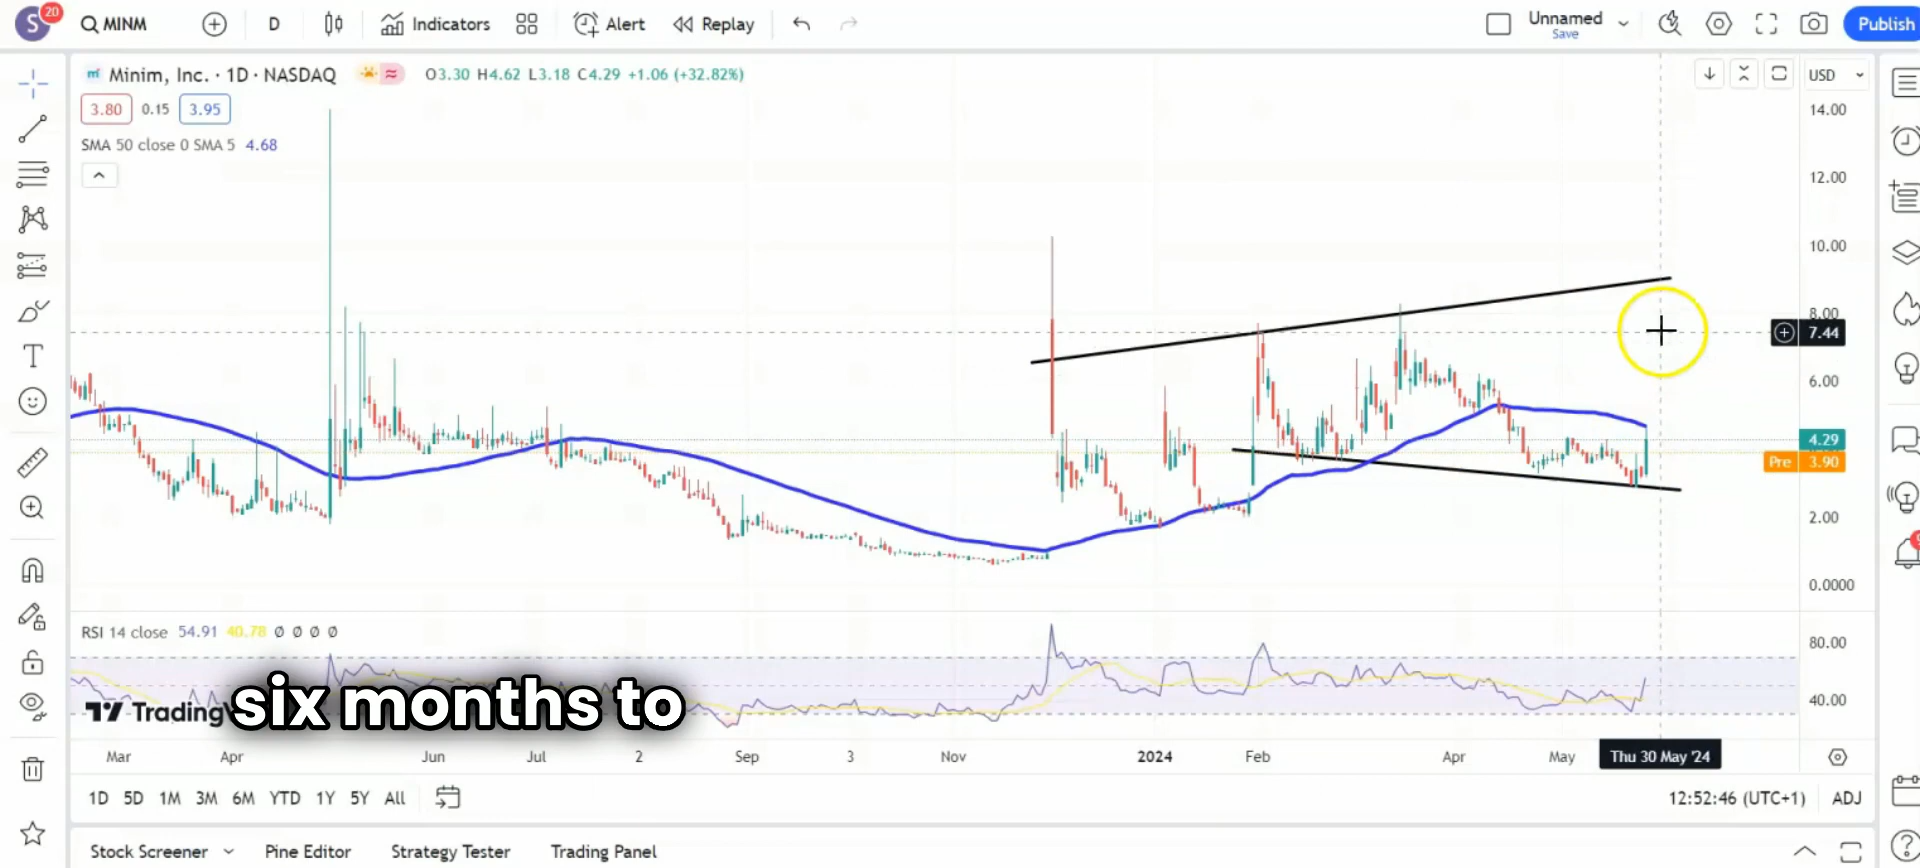 S 20 MINM D Indicators Alert Replay Unnamed Save Publish
Minim, Inc. · 1D · NASDAQ O3.30 H4.62 L3.18 C4.29 +1.06 (+32.82%) USD
3.80 0.15 3.95
SMA 50 close 0 SMA 5 4.68
14.00
12.00
10.00
8.00
7.44
6.00
4.29
Pre 3.90
2.00
0.0000
RSI 14 close 54.91 40.78 Ø Ø Ø Ø
80.00
40.00
Trading
six months to
Mar Apr Jun Jul 2 Sep 3 Nov 2024 Feb Apr May Thu 30 May '24
1D 5D 1M 3M 6M YTD 1Y 5Y All 12:52:46 (UTC+1) ADJ
Stock Screener Pine Editor Strategy Tester Trading Panel